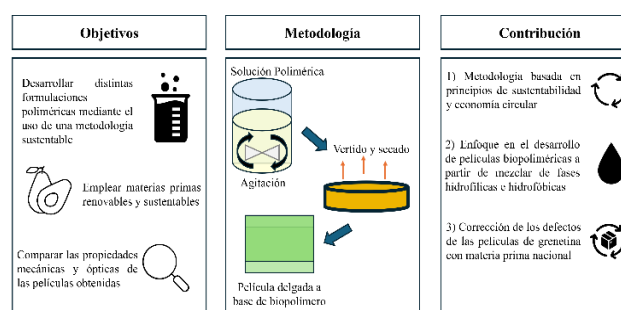 Objetivos
Desarrollar distintas
formulaciones
poliméricas mediante el
uso de una metodología
sustentable
Emplear materias primas
renovables y sustentables
Comparar las propiedades
mecánicas y ópticas de
las películas obtenidas
Metodología
Solución Polimérica
Agitación
Vertido y secado
Película delgada a
base de biopolímero
Contribución
1) Metodología basada en
principios de sustentabilidad
y economía circular
2) Enfoque en el desarrollo
de películas biopoliméricas a
partir de mezclar de fases
hidrofílicas e hidrofóbicas
3) Corrección de los defectos
de las películas de grenetina
con materia prima nacional